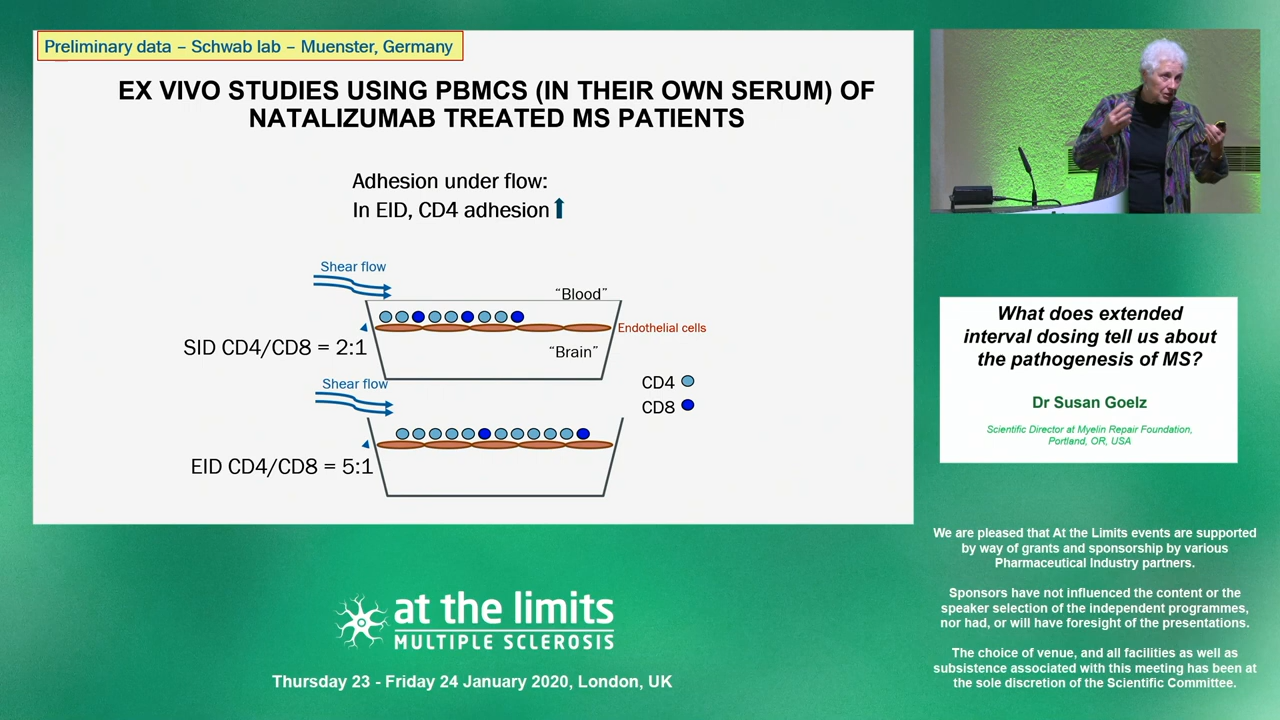 Preliminary data – Schwab lab – Muenster, Germany
EX VIVO STUDIES USING PBMCS (IN THEIR OWN SERUM) OF
NATALIZUMAB TREATED MS PATIENTS
Adhesion under flow:
In EID, CD4 adhesion
Shear flow
"Blood"
Endothelial cells
SID CD4/CD8 = 2:1
"Brain"
Shear flow
CD4
CD8
EID CD4/CD8 = 5:1
What does extended
interval dosing tell us about
the pathogenesis of MS?
Dr Susan Goelz
Scientific Director at Myelin Repair Foundation,
Portland, OR, USA
We are pleased that At the Limits events are supported
by way of grants and sponsorship by various
Pharmaceutical Industry partners.
Sponsors have not influenced the content or the
speaker selection of the independent programmes,
nor had, or will have foresight of the presentations.
The choice of venue, and all facilities as well as
subsistence associated with this meeting has been at
the sole discretion of the Scientific Committee.
at the limits
MULTIPLE SCLEROSIS
Thursday 23 - Friday 24 January 2020, London, UK